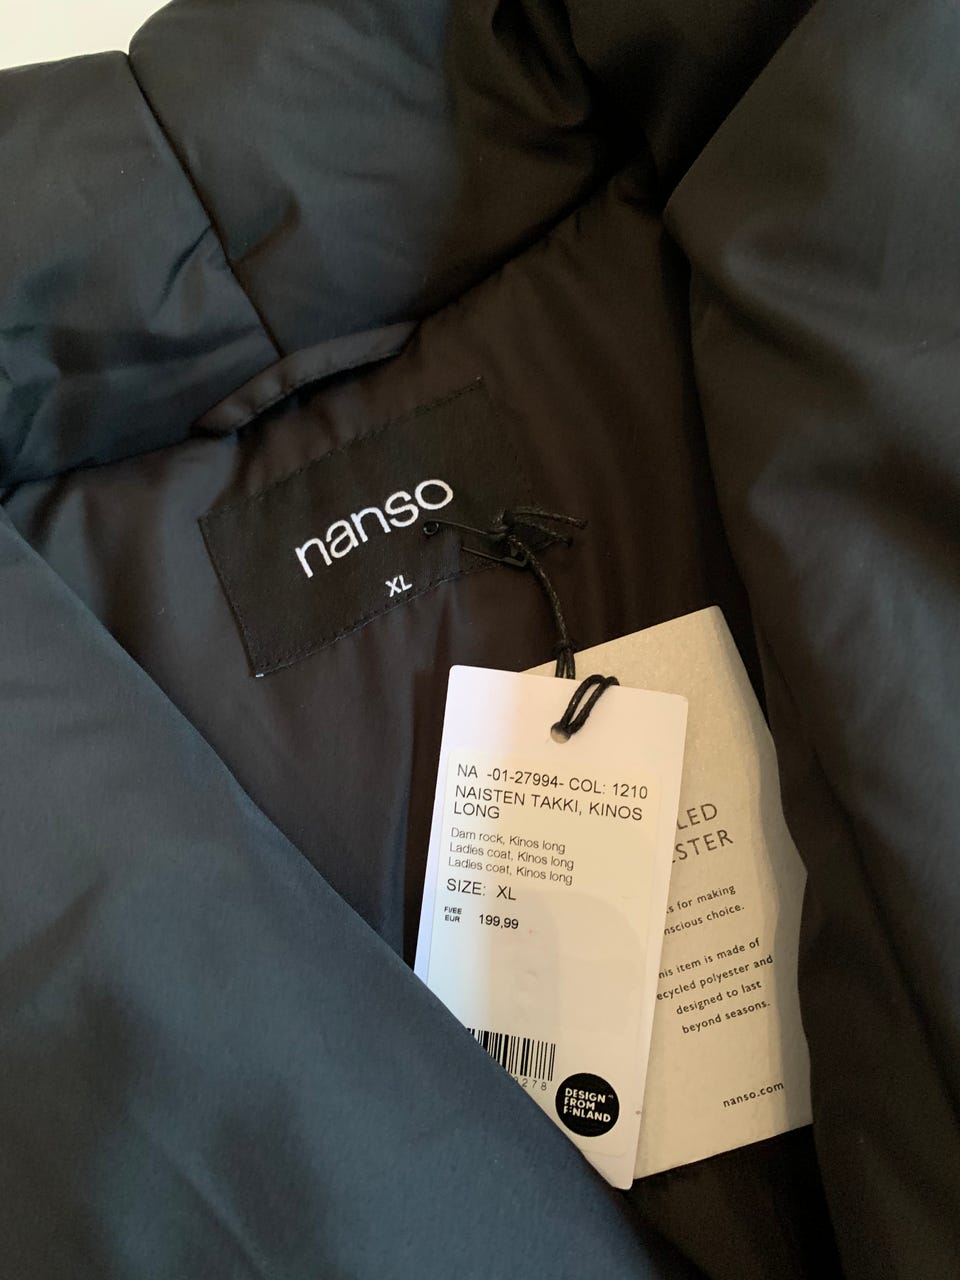 nanso
XL
NA -01-27994- COL: 1210
NAISTEN TAKKI, KINOS
LONG
Dam rock, Kinos long
Ladies coat, Kinos long
Ladies coat, Kinos long
SIZE: XL
FI/EE
EUR 199,99
278
DESIGN
FROM
FINLAND
LED
ESTER
s for making
nscious choice.
his item is made of
ecycled polyester and
designed to last
beyond seasons.
nanso.com